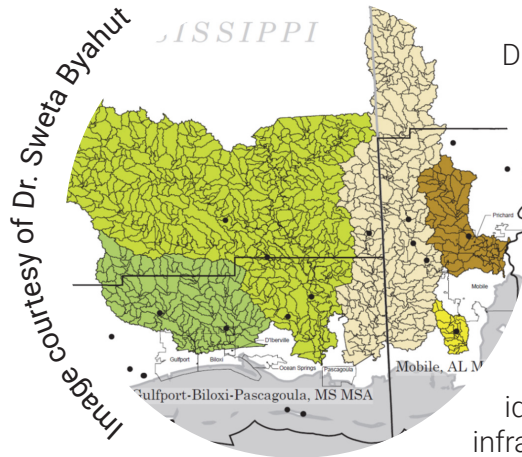 Image courtesy of Dr. Sweta Byahut
ISSIPPI
D
Prichard
Mobile
D'Iberville
Gulfport
Biloxi
Ocean Springs
Pascagoula
Mobile, AL M
Gulfport-Biloxi-Pascagoula, MS MSA
id
infra